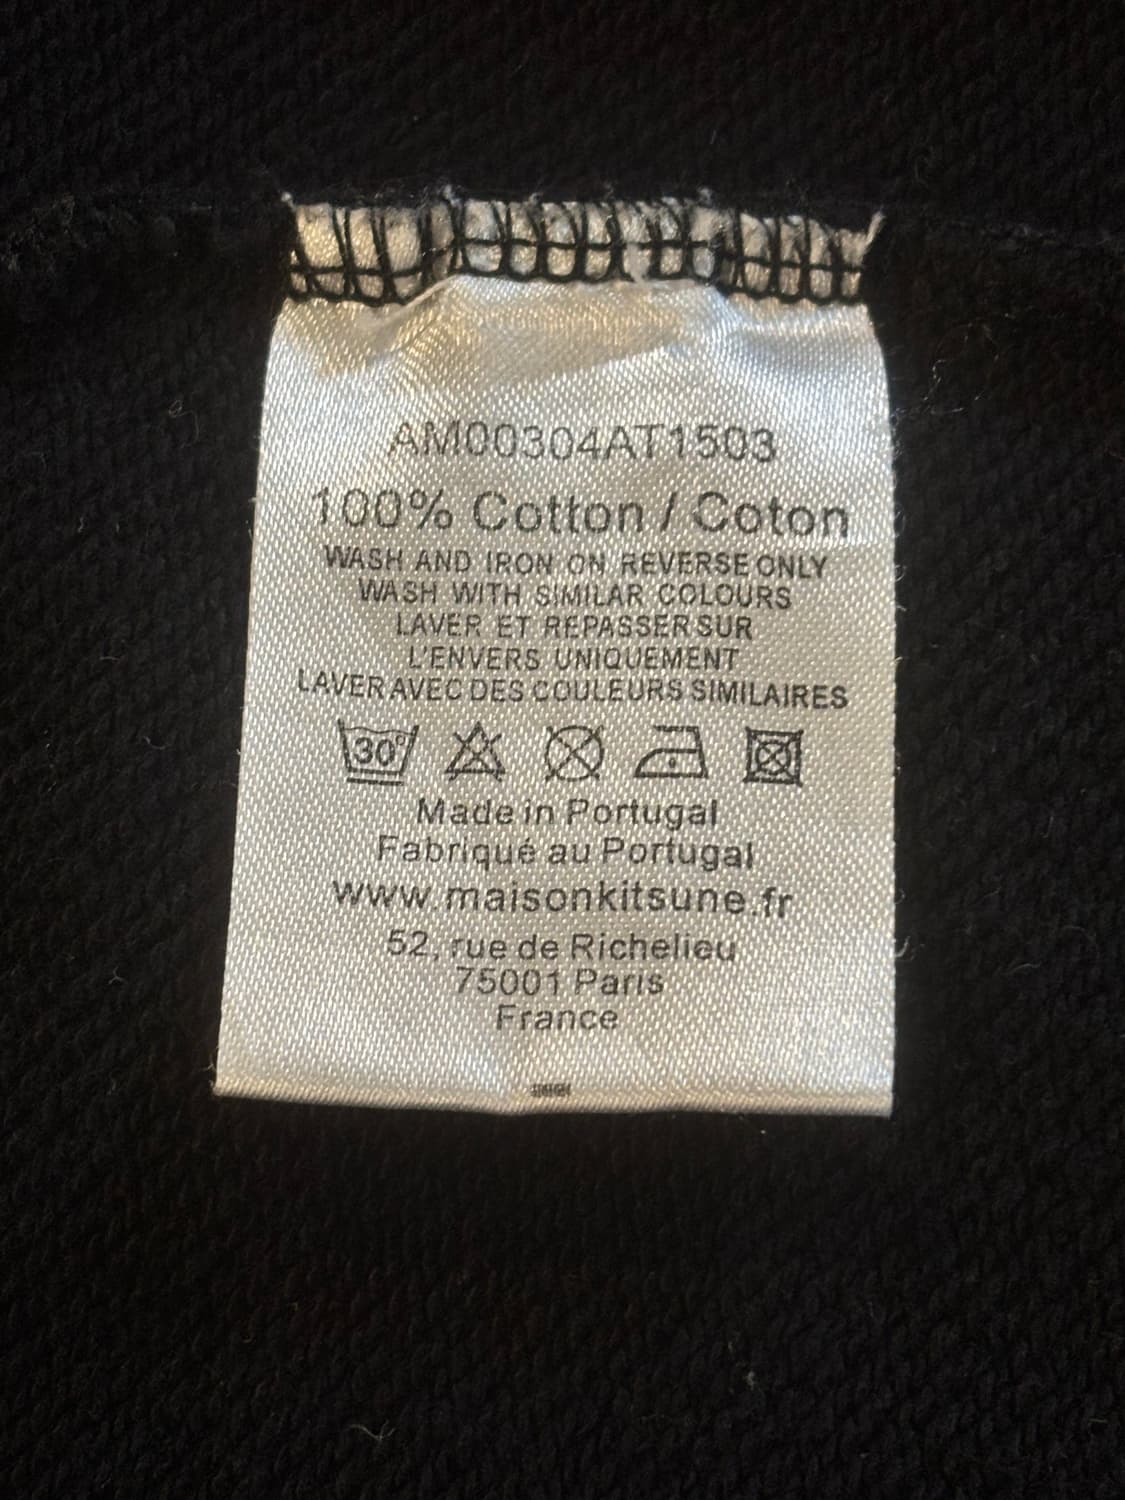 AM00304AT1503
100% Cotton / Coton
WASH AND IRON ON REVERSE ONLY
WASH WITH SIMILAR COLOURS
LAVER ET REPASSER SUR
L'ENVERS UNIQUEMENT
LAVER AVEC DES COULEURS SIMILAIRES
30°
Made in Portugal
Fabriqué au Portugal
www.maisonkitsune.fr
52, rue de Richelieu
75001 Paris
France